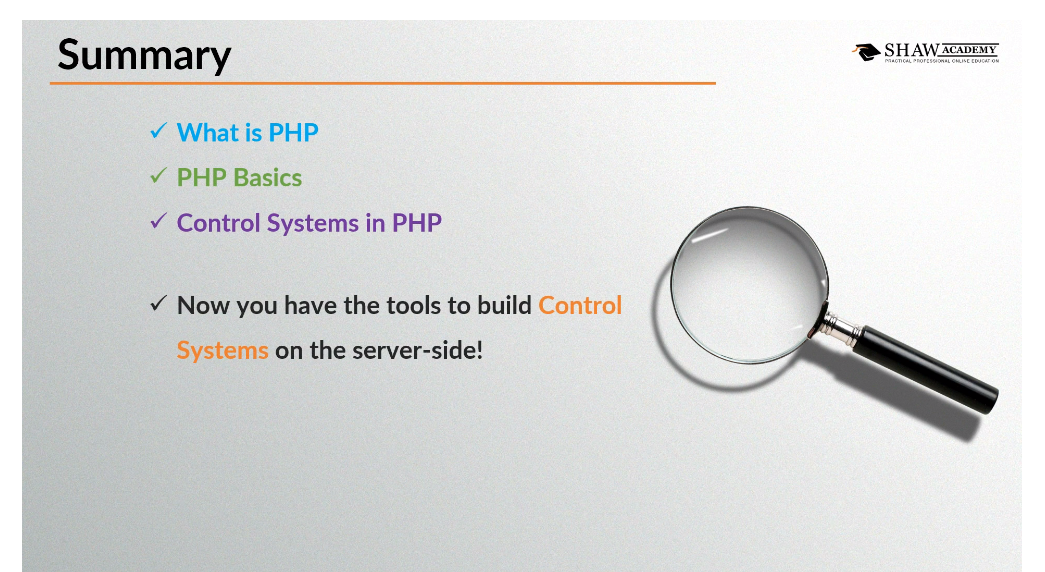 Summary
SHAW ACADEMY
PRACTICAL PROFESSIONAL ONLINE EDUCATION
✓ What is PHP
✓ PHP Basics
✓ Control Systems in PHP
✓ Now you have the tools to build Control
Systems on the server-side!